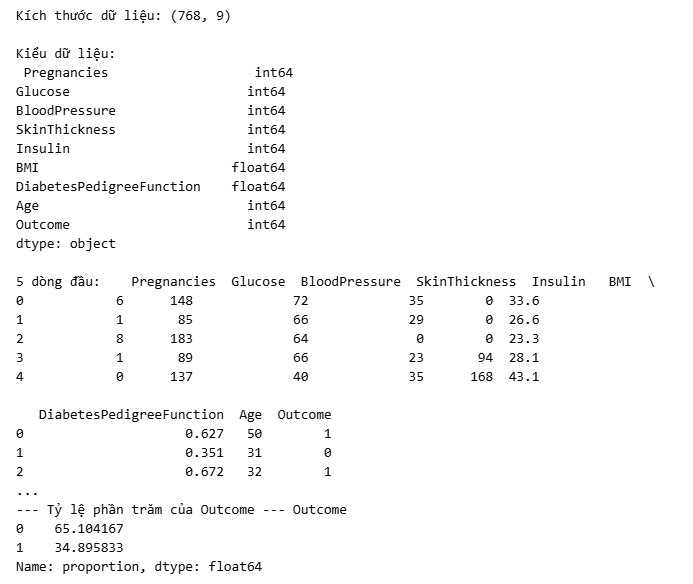 Kích thước dữ liệu: (768, 9)

Kiểu dữ liệu:
 Pregnancies                   int64
Glucose                       int64
BloodPressure                 int64
SkinThickness                 int64
Insulin                       int64
BMI                         float64
DiabetesPedigreeFunction    float64
Age                           int64
Outcome                       int64
dtype: object

5 dòng đầu:    Pregnancies  Glucose  BloodPressure  SkinThickness  Insulin   BMI  \
0            6      148             72             35        0  33.6
1            1       85             66             29        0  26.6
2            8      183             64              0        0  23.3
3            1       89             66             23       94  28.1
4            0      137             40             35      168  43.1

   DiabetesPedigreeFunction  Age  Outcome
0                     0.627   50        1
1                     0.351   31        0
2                     0.672   32        1
...
--- Tỷ lệ phần trăm của Outcome --- Outcome
0    65.104167
1    34.895833
Name: proportion, dtype: float64